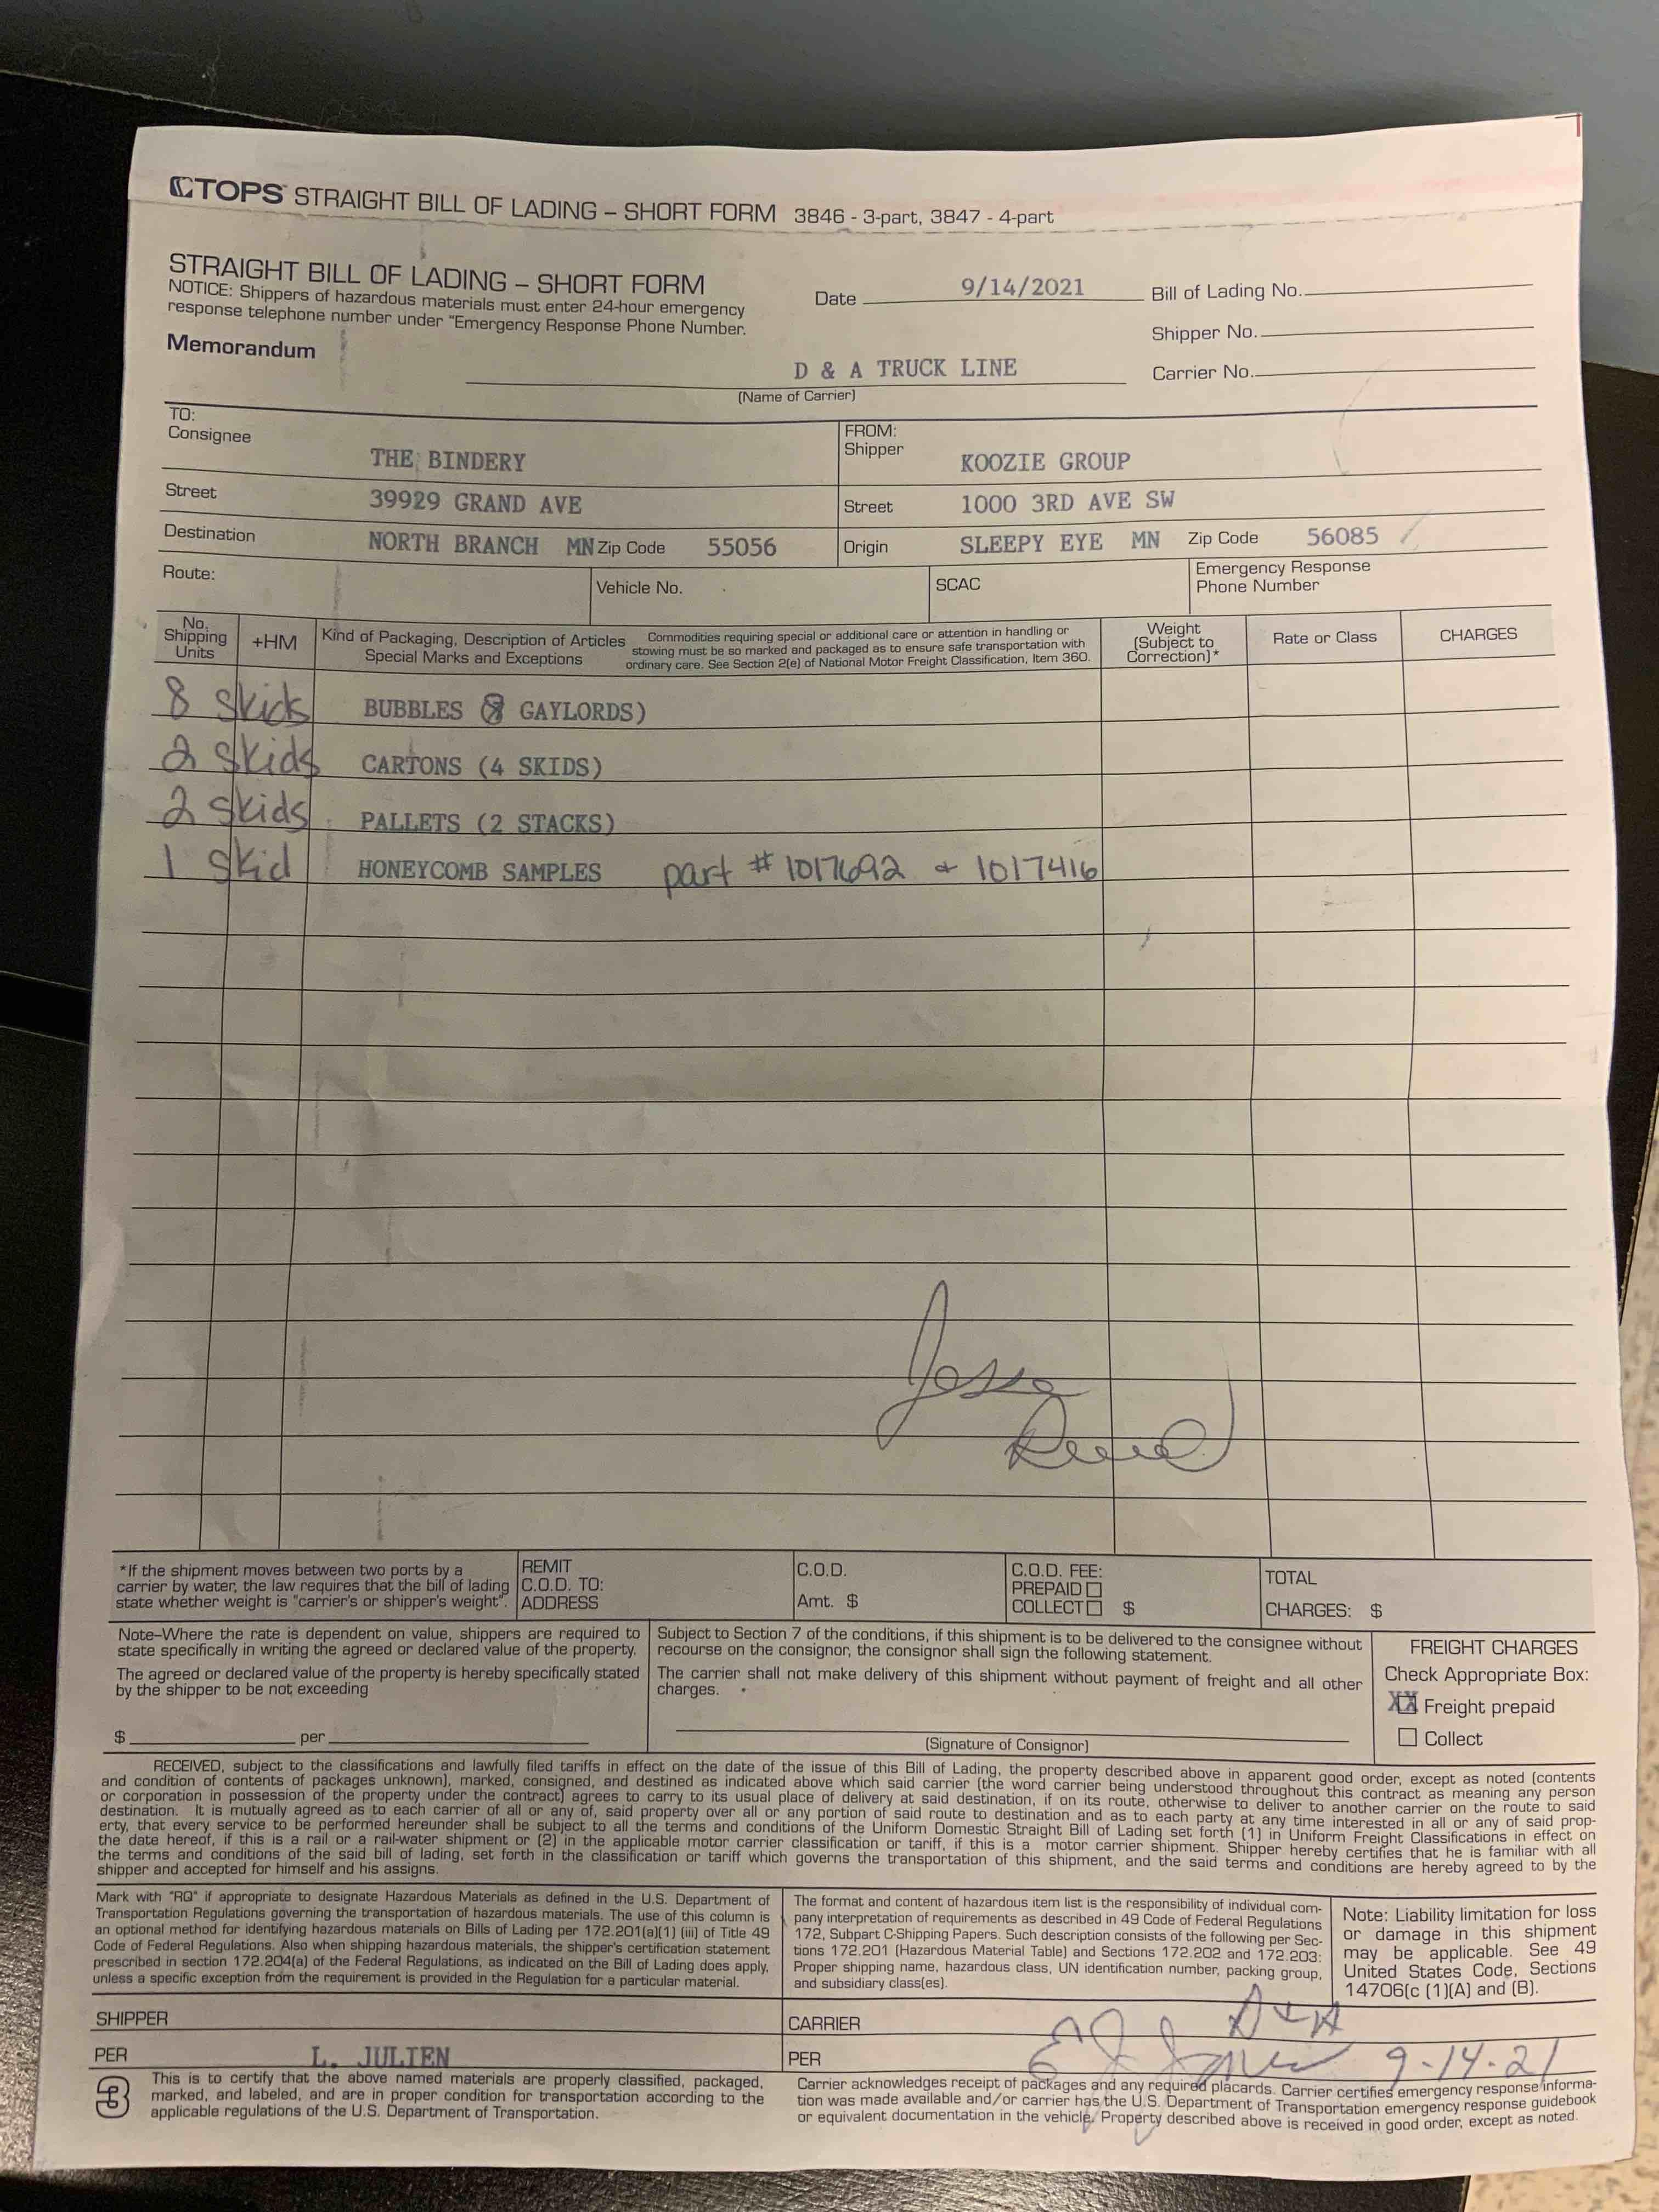 TOPS STRAIGHT BILL OF LADING – SHORT FORM 3846 - 3-part, 3847 - 4-part
STRAIGHT BILL OF LADING – SHORT FORM
NOTICE: Shippers of hazardous materials must enter 24-hour emergency
response telephone number under "Emergency Response Phone Number.
Memorandum
Date 9/14/2021
Bill of Lading No.
Shipper No.
D & A TRUCK LINE
(Name of Carrier)
Carrier No.
TO:
Consignee THE BINDERY
FROM:
Shipper KOOZIE GROUP
Street 39929 GRAND AVE
Street 1000 3RD AVE SW
Destination NORTH BRANCH MN Zip Code 55056
Origin SLEEPY EYE MN Zip Code 56085
Route:
Vehicle No.
SCAC
Emergency Response
Phone Number
No.
Shipping
Units
+HM
Kind of Packaging, Description of Articles
Special Marks and Exceptions
Commodities requiring special or additional care or attention in handling or
stowing must be so marked and packaged as to ensure safe transportation with
ordinary care. See Section 2(e) of National Motor Freight Classification, Item 360.
Weight
(Subject to
Correction)*
Rate or Class
CHARGES
8 skids BUBBLES (8 GAYLORDS)
2 skids CARTONS (4 SKIDS)
2 skids PALLETS (2 STACKS)
1 skid HONEYCOMB SAMPLES part # 1017692 & 1017416
*If the shipment moves between two ports by a
carrier by water, the law requires that the bill of lading
state whether weight is "carrier's or shipper's weight".
REMIT
C.O.D. TO:
ADDRESS
C.O.D.
Amt. $
C.O.D. FEE:
PREPAID
COLLECT $
TOTAL
CHARGES: $
Note–Where the rate is dependent on value, shippers are required to
state specifically in writing the agreed or declared value of the property.
The agreed or declared value of the property is hereby specifically stated
by the shipper to be not exceeding
$ per
Subject to Section 7 of the conditions, if this shipment is to be delivered to the consignee without
recourse on the consignor, the consignor shall sign the following statement.
The carrier shall not make delivery of this shipment without payment of freight and all other
charges.
(Signature of Consignor)
FREIGHT CHARGES
Check Appropriate Box:
XX Freight prepaid
Collect
RECEIVED, subject to the classifications and lawfully filed tariffs in effect on the date of the issue of this Bill of Lading, the property described above in apparent good order, except as noted (contents
and condition of contents of packages unknown), marked, consigned, and destined as indicated above which said carrier (the word carrier being understood throughout this contract as meaning any person
or corporation in possession of the property under the contract) agrees to carry to its usual place of delivery at said destination, if on its route, otherwise to deliver to another carrier on the route to said
destination. It is mutually agreed as to each carrier of all or any of, said property over all or any portion of said route to destination and as to each party at any time interested in all or any of said prop-
erty, that every service to be performed hereunder shall be subject to all the terms and conditions of the Uniform Domestic Straight Bill of Lading set forth (1) in Uniform Freight Classifications in effect on
the date hereof, if this is a rail or a rail-water shipment or (2) in the applicable motor carrier classification or tariff, if this is a motor carrier shipment. Shipper hereby certifies that he is familiar with all
the terms and conditions of the said bill of lading, set forth in the classification or tariff which governs the transportation of this shipment, and the said terms and conditions are hereby agreed to by the
shipper and accepted for himself and his assigns.
Mark with "RQ" if appropriate to designate Hazardous Materials as defined in the U.S. Department of
Transportation Regulations governing the transportation of hazardous materials. The use of this column is
an optional method for identifying hazardous materials on Bills of Lading per 172.201(a)(1) (iii) of Title 49
Code of Federal Regulations. Also when shipping hazardous materials, the shipper's certification statement
prescribed in section 172.204(a) of the Federal Regulations, as indicated on the Bill of Lading does apply,
unless a specific exception from the requirement is provided in the Regulation for a particular material.
The format and content of hazardous item list is the responsibility of individual com-
pany interpretation of requirements as described in 49 Code of Federal Regulations
172, Subpart C-Shipping Papers. Such description consists of the following per Sec-
tions 172.201 (Hazardous Material Table) and Sections 172.202 and 172.203:
Proper shipping name, hazardous class, UN identification number, packing group,
and subsidiary class(es).
Note: Liability limitation for loss
or damage in this shipment
may be applicable. See 49
United States Code, Sections
14706(c (1)(A) and (B).
SHIPPER
CARRIER D & A
PER L. JULIEN
PER 9-14-21
3
This is to certify that the above named materials are properly classified, packaged,
marked, and labeled, and are in proper condition for transportation according to the
applicable regulations of the U.S. Department of Transportation.
Carrier acknowledges receipt of packages and any required placards. Carrier certifies emergency response informa-
tion was made available and/or carrier has the U.S. Department of Transportation emergency response guidebook
or equivalent documentation in the vehicle. Property described above is received in good order, except as noted.